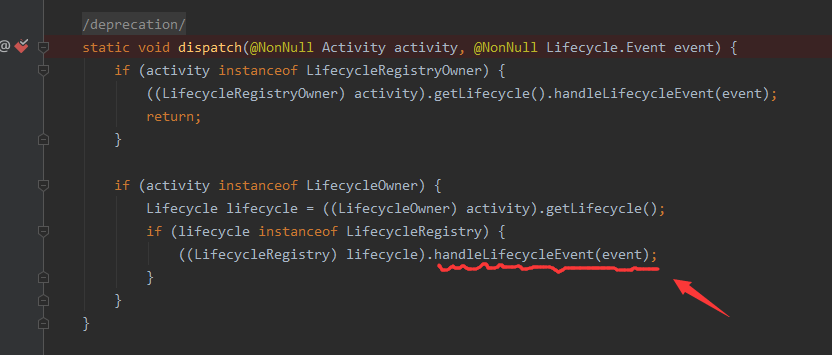 /deprecation/
static void dispatch(@NonNull Activity activity, @NonNull Lifecycle.Event event) {
if (activity instanceof LifecycleRegistryOwner) {
((LifecycleRegistryOwner) activity).getLifecycle().handleLifecycleEvent(event);
return;
}
if (activity instanceof LifecycleOwner) {
Lifecycle lifecycle = ((LifecycleOwner) activity).getLifecycle();
if (lifecycle instanceof LifecycleRegistry) {
((LifecycleRegistry) lifecycle).handleLifecycleEvent(event);
}
}
}